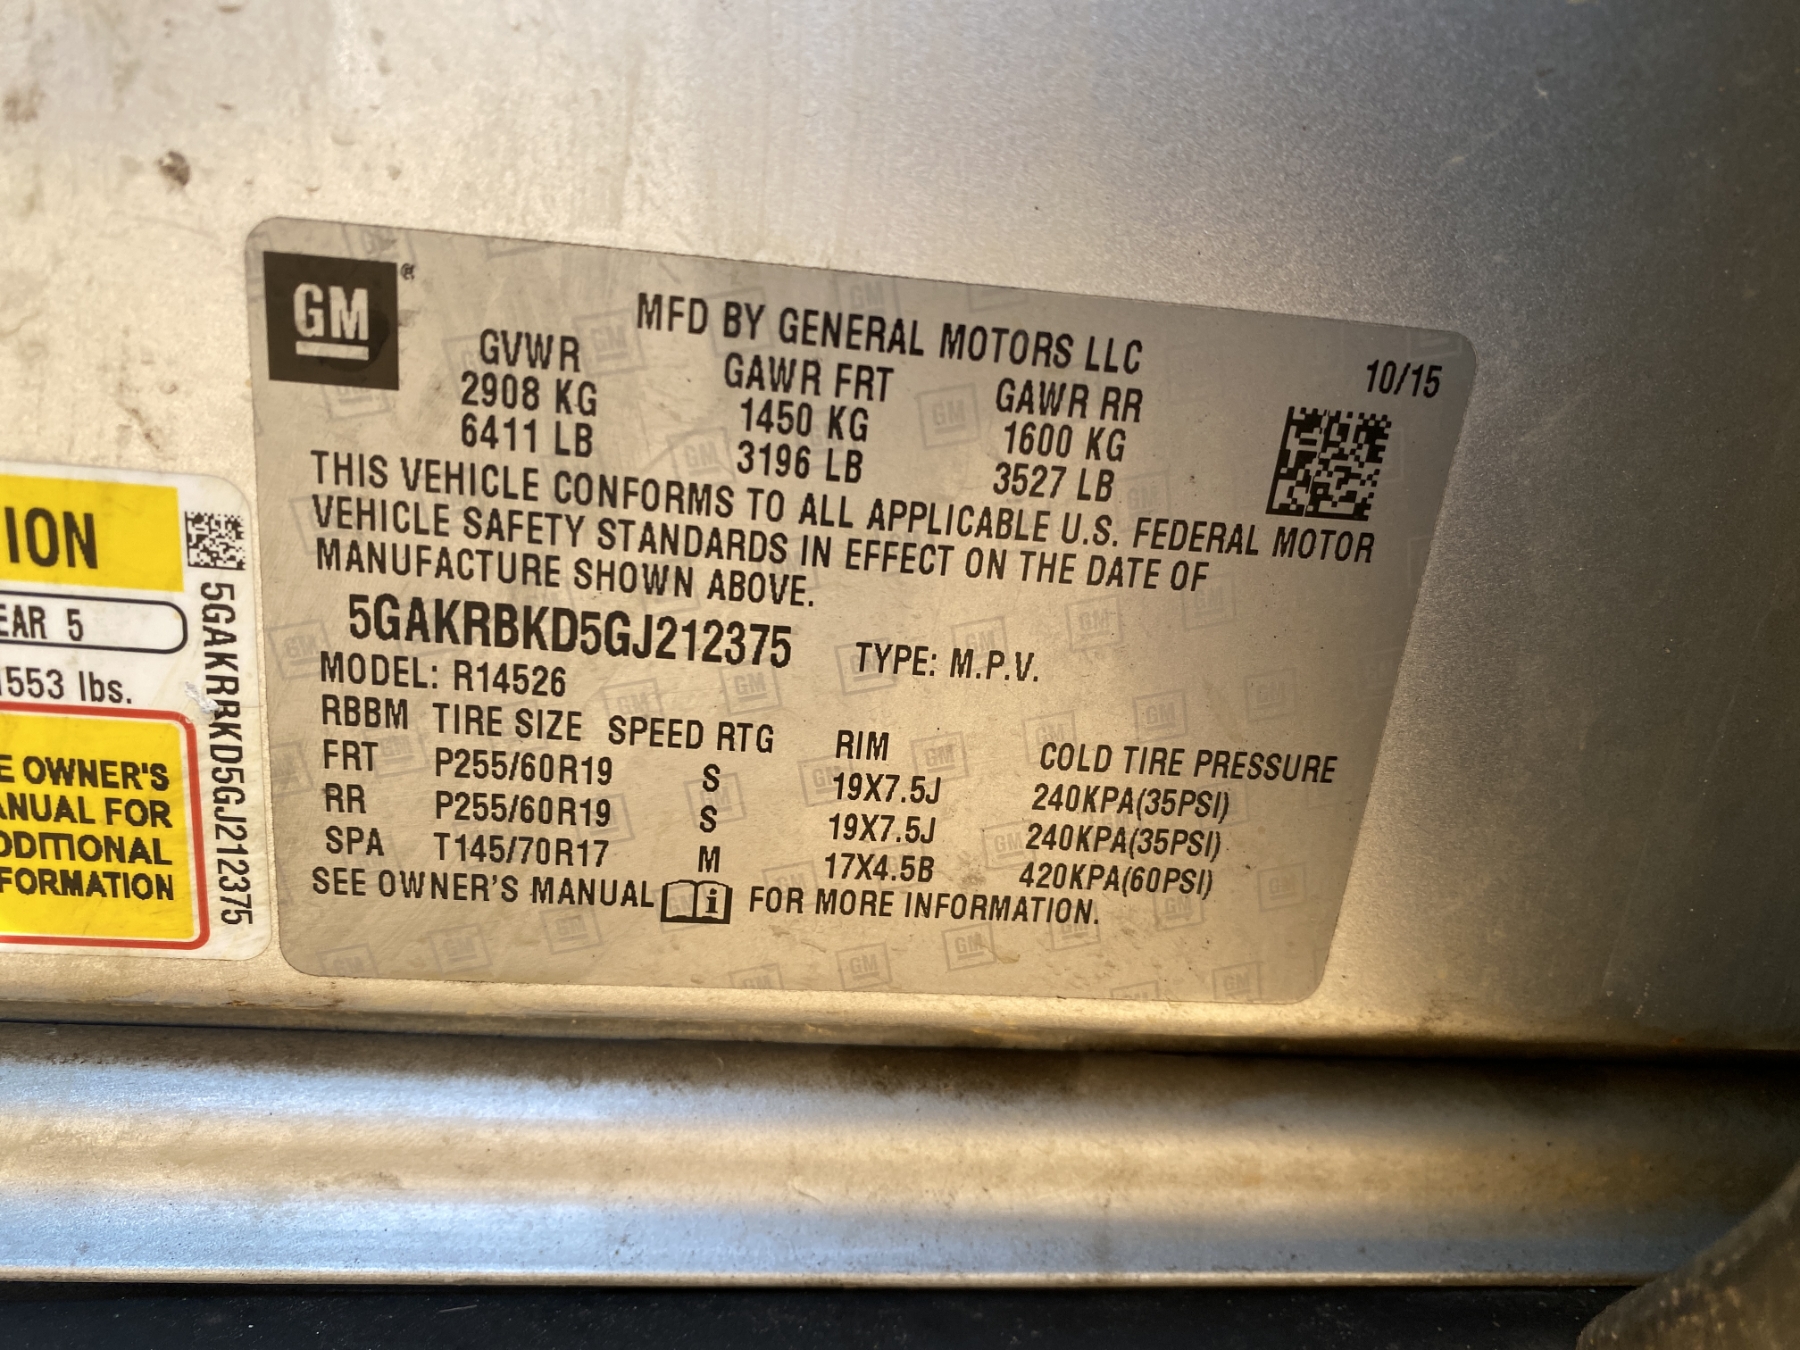 GM
MFD BY GENERAL MOTORS LLC
10/15
GVWR GAWR FRT GAWR RR
2908 KG 1450 KG 1600 KG
6411 LB 3196 LB 3527 LB
THIS VEHICLE CONFORMS TO ALL APPLICABLE U.S. FEDERAL MOTOR
VEHICLE SAFETY STANDARDS IN EFFECT ON THE DATE OF
MANUFACTURE SHOWN ABOVE.
5GAKRBKD5GJ212375 TYPE: M.P.V.
MODEL: R14526
RBBM TIRE SIZE SPEED RTG RIM COLD TIRE PRESSURE
FRT P255/60R19 S 19X7.5J 240KPA(35PSI)
RR P255/60R19 S 19X7.5J 240KPA(35PSI)
SPA T145/70R17 M 17X4.5B 420KPA(60PSI)
SEE OWNER'S MANUAL i FOR MORE INFORMATION.
ION
EAR 5
1553 lbs.
E OWNER'S
ANUAL FOR
DDITIONAL
FORMATION
5GAKRBKD5GJ212375